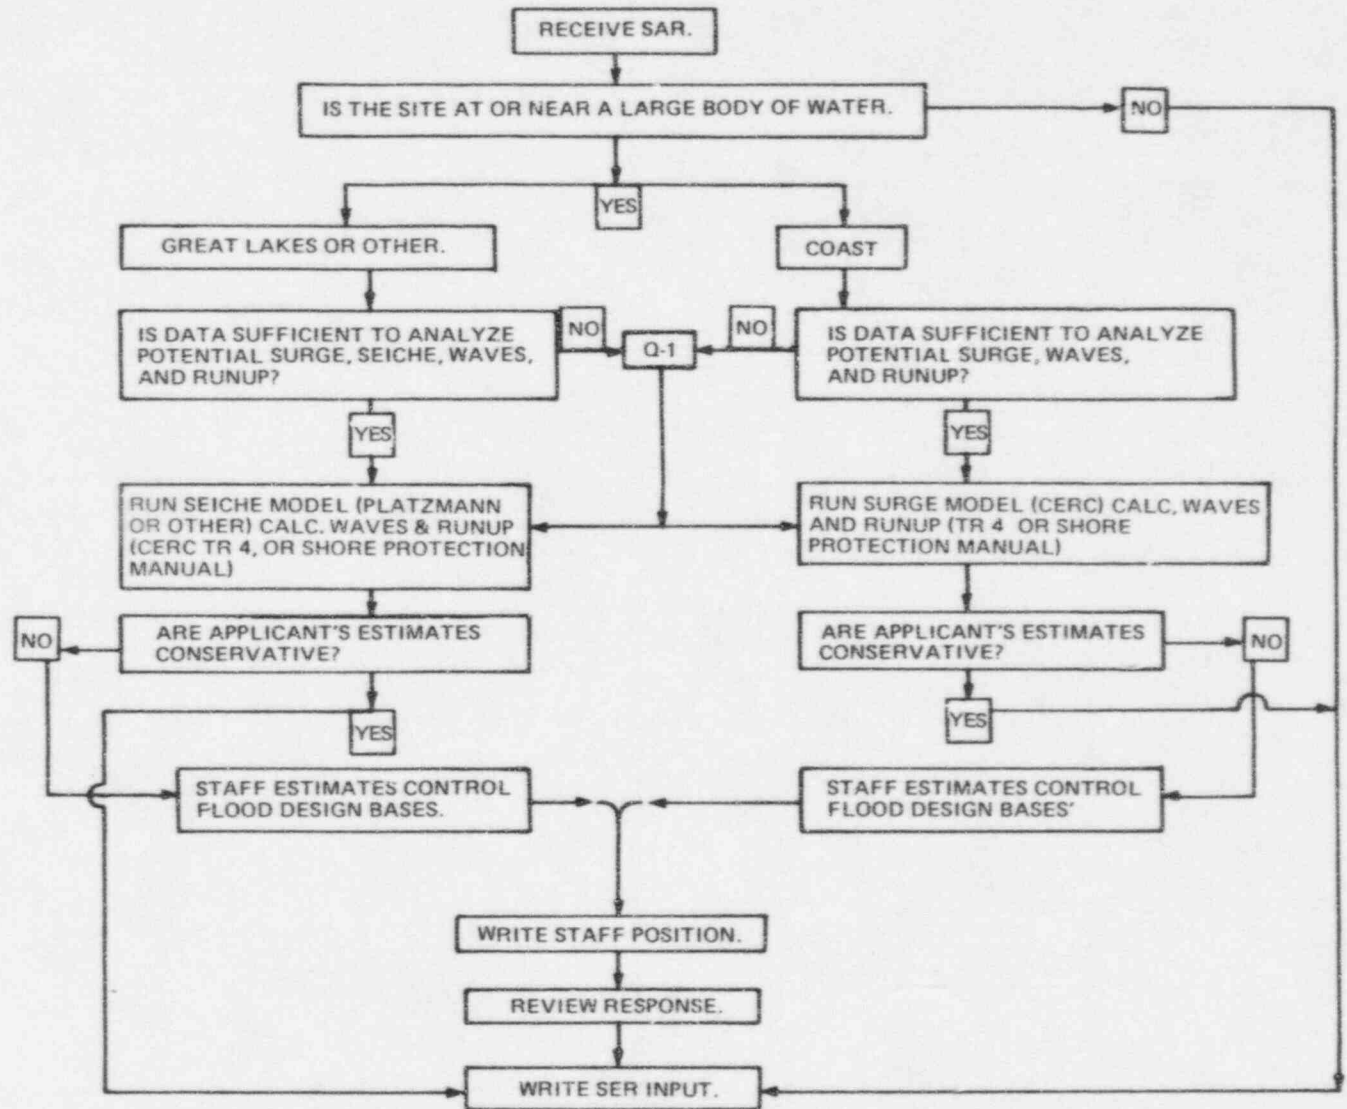 RECEIVE SAR.
IS THE SITE AT OR NEAR A LARGE BODY OF WATER.
NO
YES
GREAT LAKES OR OTHER.
COAST
IS DATA SUFFICIENT TO ANALYZE
POTENTIAL SURGE, SEICHE, WAVES,
AND RUNUP?
NO
Q-1
NO
IS DATA SUFFICIENT TO ANALYZE
POTENTIAL SURGE, WAVES,
AND RUNUP?
YES
YES
RUN SEICHE MODEL (PLATZMANN
OR OTHER) CALC. WAVES & RUNUP
(CERC TR 4, OR SHORE PROTECTION
MANUAL)
RUN SURGE MODEL (CERC) CALC, WAVES
AND RUNUP (TR 4 OR SHORE
PROTECTION MANUAL)
NO
ARE APPLICANT'S ESTIMATES
CONSERVATIVE?
ARE APPLICANT'S ESTIMATES
CONSERVATIVE?
NO
YES
YES
STAFF ESTIMATES CONTROL
FLOOD DESIGN BASES.
STAFF ESTIMATES CONTROL
FLOOD DESIGN BASES'
WRITE STAFF POSITION.
REVIEW RESPONSE.
WRITE SER INPUT.